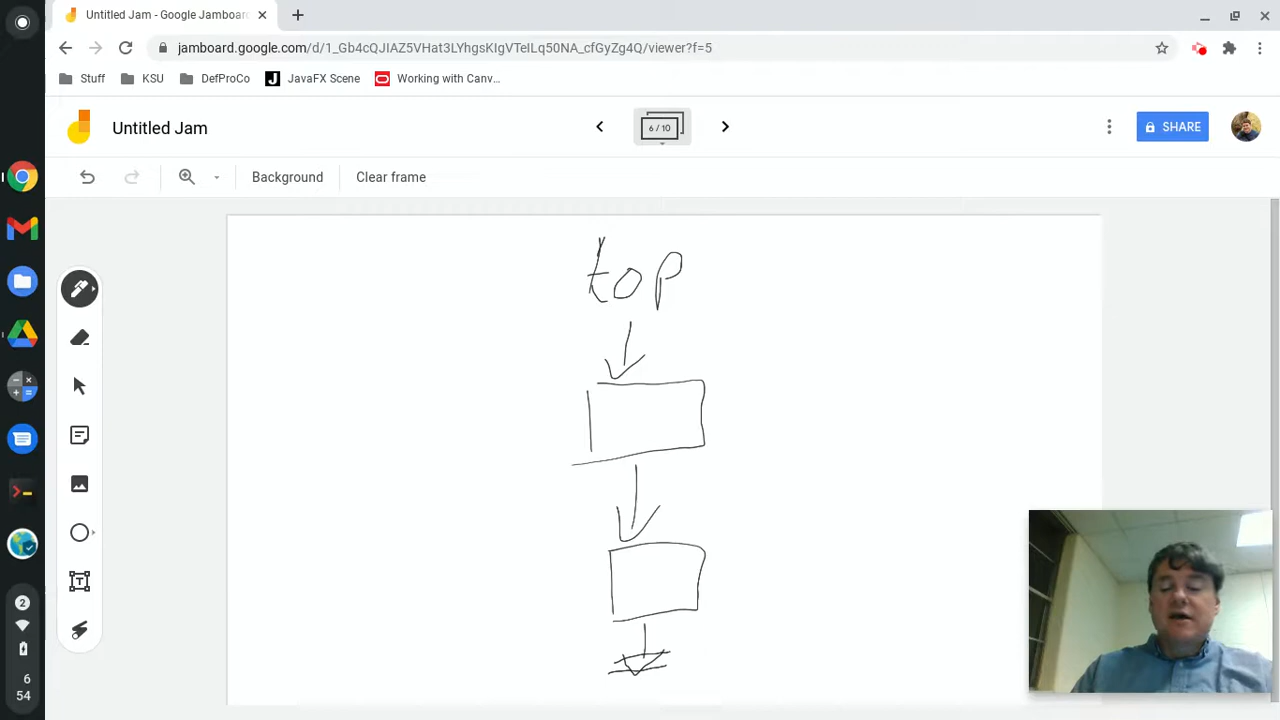 Untitled Jam - Google Jamboard
jamboard.google.com/d/1_Gb4cQJIAZ5VHat3LYhgsKIgVTeILq50NA_cfGyZg4Q/viewer?f=5
Stuff KSU DefProCo JavaFX Scene Working with Canv...
Untitled Jam
6 / 10
SHARE
Background Clear frame
top
2
6
54